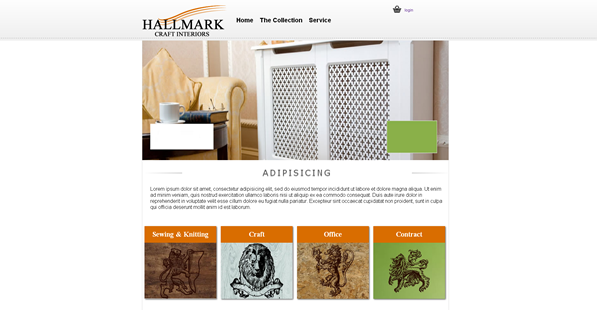 HALLMARK
CRAFT INTERIORS
Home The Collection Service
login
ADIPISICING
Lorem ipsum dolor sit amet, consectetur adipisicing elit, sed do eiusmod tempor incididunt ut labore et dolore magna aliqua. Ut enim
ad minim veniam, quis nostrud exercitation ullamco laboris nisi ut aliquip ex ea commodo consequat. Duis aute irure dolor in
reprehenderit in voluptate velit esse cillum dolore eu fugiat nulla pariatur. Excepteur sint occaecat cupidatat non proident, sunt in culpa
qui officia deserunt mollit anim id est laborum.
Sewing & Knitting Craft Office Contract